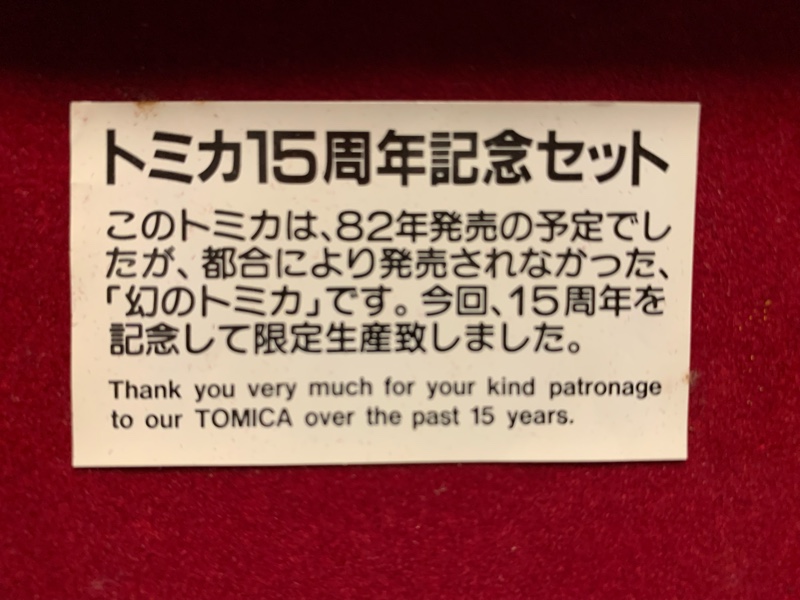 トミカ15周年記念セット
このトミカは、82年発売の予定でし
たが、都合により発売されなかった、
「幻のトミカ」です。今回、15周年を
記念して限定生産致しました。
Thank you very much for your kind patronage
to our TOMICA over the past 15 years.